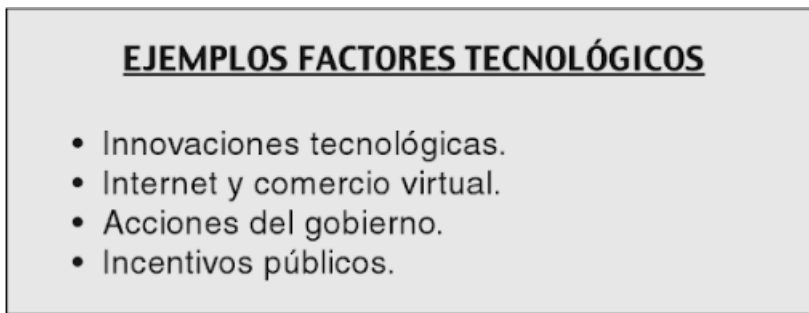 EJEMPLOS FACTORES TECNOLÓGICOS
• Innovaciones tecnológicas.
• Internet y comercio virtual.
• Acciones del gobierno.
• Incentivos públicos.